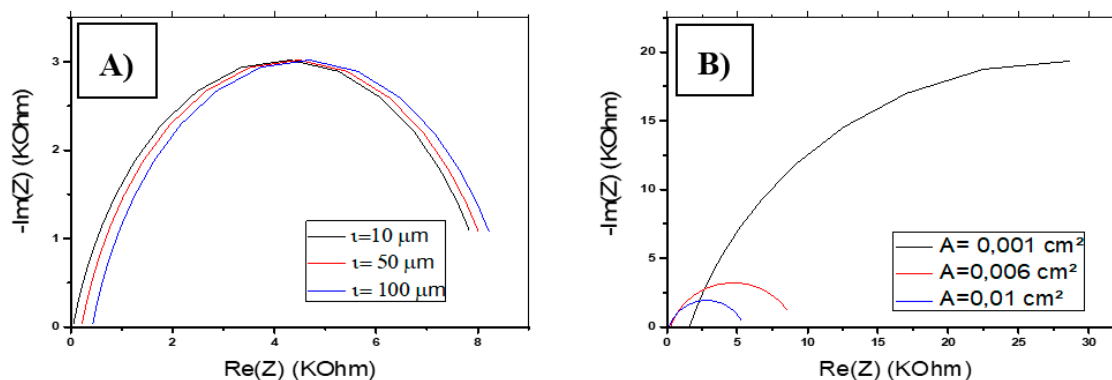 A)
-Im(Z) (KOhm)
3
2
1
0
0 2 4 6 8
Re(Z) (KOhm)
ι=10 μm
ι= 50 μm
ι= 100 μm
B)
-Im(Z) (KOhm)
20
15
10
5
0
0 5 10 15 20 25 30
Re(Z) (KOhm)
A= 0,001 cm²
A=0,006 cm²
A=0,01 cm²